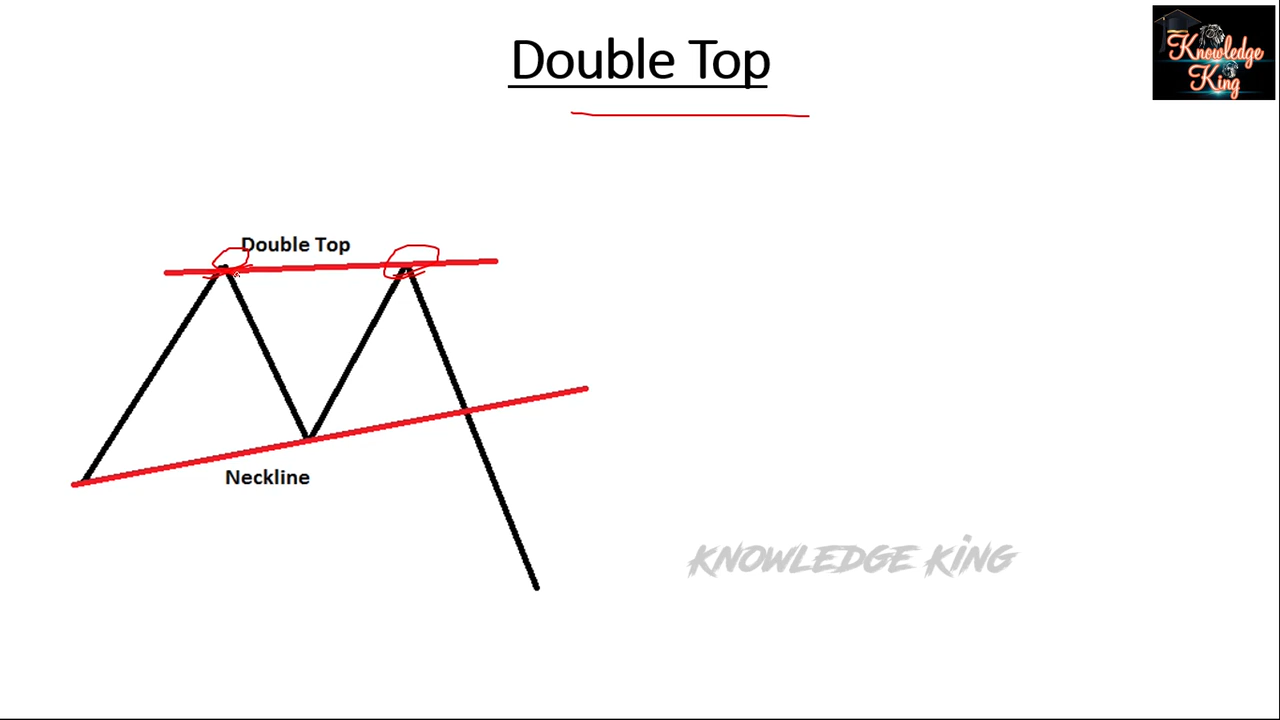 Double Top
Knowledge
King
Double Top
Neckline
KNOWLEDGE KING